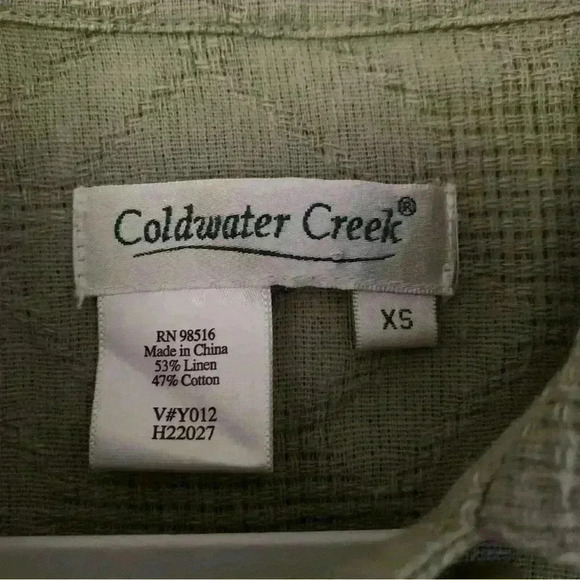 Coldwater Creek®
XS
RN 98516
Made in China
53% Linen
47% Cotton
V#Y012
H22027